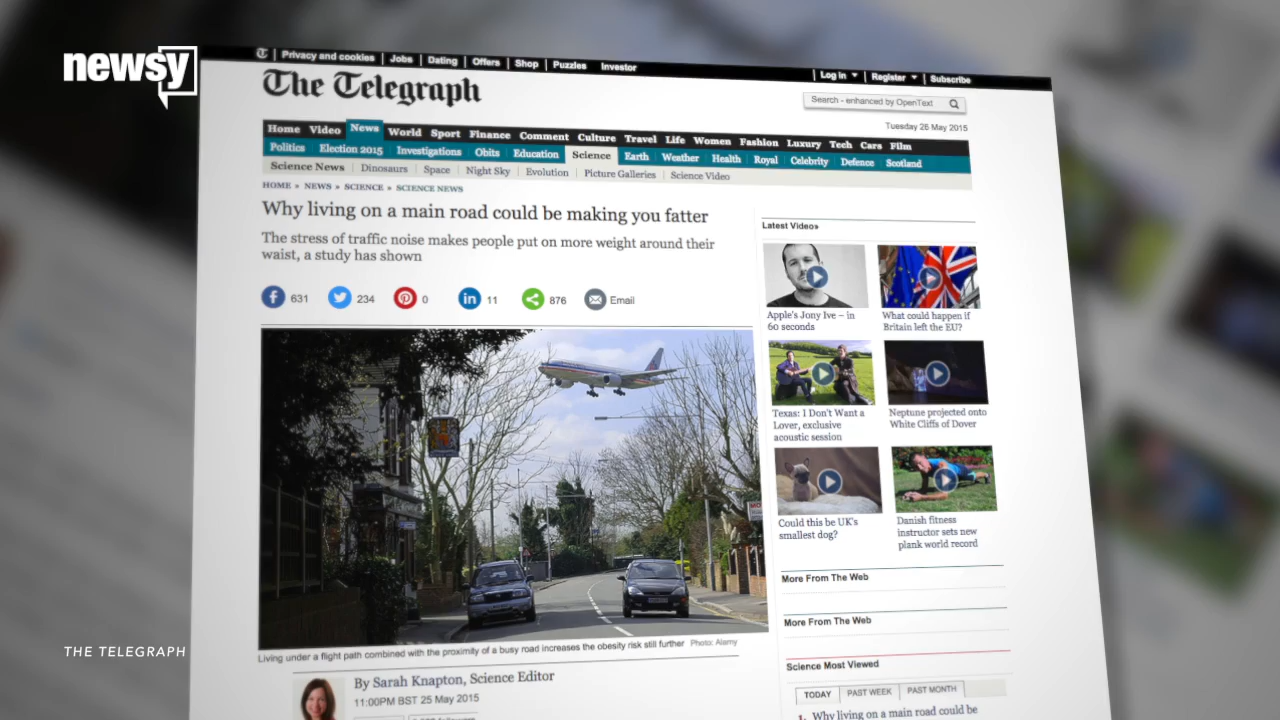 newsy
Privacy and cookies | Jobs | Dating | Offers | Shop | Puzzles Investor
Log in | Register | Subscribe
The Telegraph
Search - enhanced by OpenText
Tuesday 26 May 2015
Home Video News World Sport Finance Comment Culture Travel Life Women Fashion Luxury Tech Cars Film
Politics | Election 2015 | Investigations | Obits | Education | Science | Earth | Weather | Health | Royal | Celebrity | Defence | Scotland
Science News | Dinosaurs | Space | Night Sky | Evolution | Picture Galleries | Science Video
HOME » NEWS » SCIENCE » SCIENCE NEWS
Why living on a main road could be making you fatter
The stress of traffic noise makes people put on more weight around their
waist, a study has shown
631 234 0 11 876 Email
Living under a flight path combined with the proximity of a busy road increases the obesity risk still further Photo: Alamy
By Sarah Knapton, Science Editor
11:00PM BST 25 May 2015
Latest Video»
Apple's Jony Ive – in
60 seconds
What could happen if
Britain left the EU?
Texas: I Don't Want a
Lover, exclusive
acoustic session
Neptune projected onto
White Cliffs of Dover
Could this be UK's
smallest dog?
Danish fitness
instructor sets new
plank world record
More From The Web
More From The Web
Science Most Viewed
TODAY PAST WEEK PAST MONTH
1. Why living on a main road could be
THE TELEGRAPH